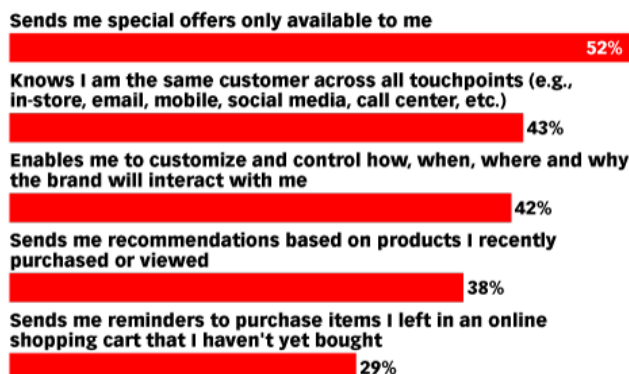 Sends me special offers only available to me
52%
Knows I am the same customer across all touchpoints (e.g.,
in-store, email, mobile, social media, call center, etc.)
43%
Enables me to customize and control how, when, where and why
the brand will interact with me
42%
Sends me recommendations based on products I recently
purchased or viewed
38%
Sends me reminders to purchase items I left in an online
shopping cart that I haven't yet bought
29%